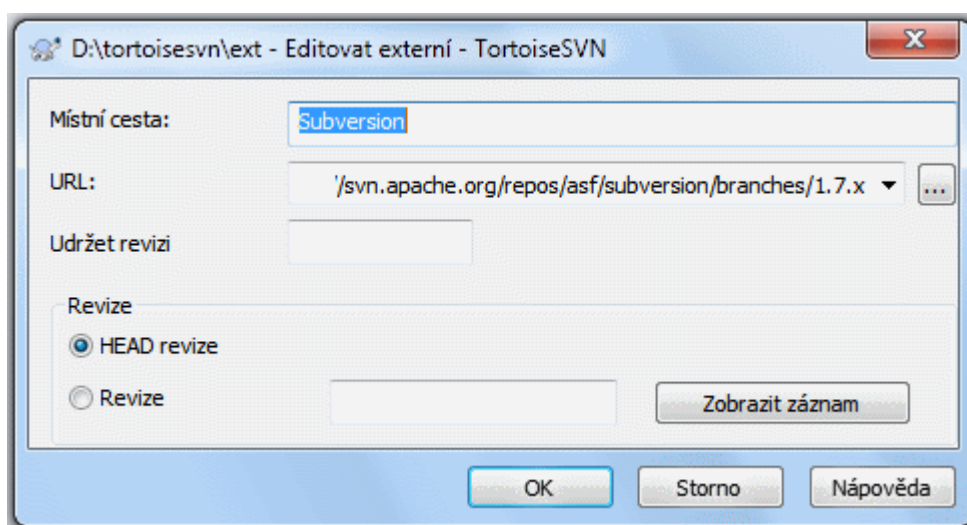 D:\tortoisesvn\ext - Editovat externí - TortoiseSVN
Místní cesta: Subversion
URL: '/svn.apache.org/repos/asf/subversion/branches/1.7.x ...
Udržet revizi
Revize
HEAD revize
Revize Zobrazit záznam
OK Storno Nápověda